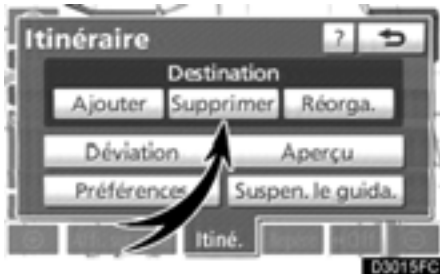 Itinéraire ?
Destination
Ajouter Supprimer Réorga.
Déviation Aperçu
Préférences Suspen. le guida.
Itiné.
D3015FC